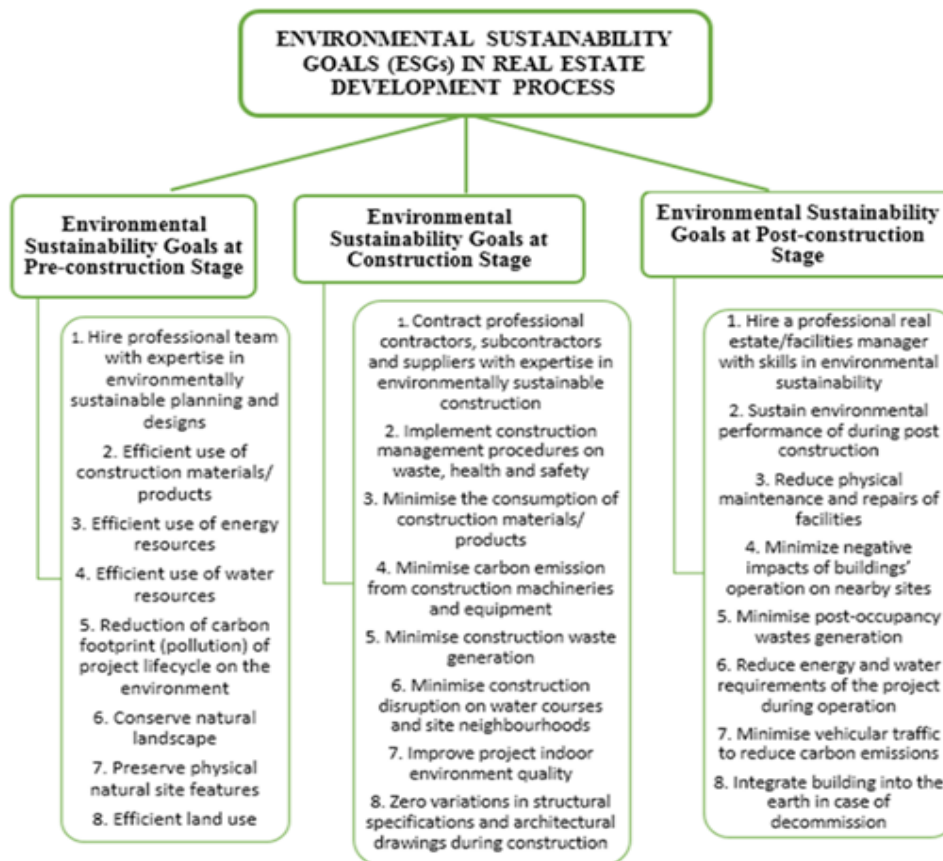 ENVIRONMENTAL SUSTAINABILITY
GOALS (ESGs) IN REAL ESTATE
DEVELOPMENT PROCESS
Environmental
Sustainability Goals at
Pre-construction Stage
1. Hire professional team
with expertise in
environmentally
sustainable planning and
designs
2. Efficient use of
construction materials/
products
3. Efficient use of energy
resources
4. Efficient use of water
resources
5. Reduction of carbon
footprint (pollution) of
project lifecycle on the
environment
6. Conserve natural
landscape
7. Preserve physical
natural site features
8. Efficient land use
Environmental
Sustainability Goals at
Construction Stage
1. Contract professional
contractors, subcontractors
and suppliers with expertise in
environmentally sustainable
construction
2. Implement construction
management procedures on
waste, health and safety
3. Minimise the consumption of
construction materials/
products
4. Minimise carbon emission
from construction machineries
and equipment
5. Minimise construction waste
generation
6. Minimise construction
disruption on water courses
and site neighbourhoods
7. Improve project indoor
environment quality
8. Zero variations in structural
specifications and architectural
drawings during construction
Environmental Sustainability
Goals at Post-construction
Stage
1. Hire a professional real
estate/facilities manager
with skills in environmental
sustainability
2. Sustain environmental
performance of during post
construction
3. Reduce physical
maintenance and repairs of
facilities
4. Minimize negative
impacts of buildings’
operation on nearby sites
5. Minimise post-occupancy
wastes generation
6. Reduce energy and water
requirements of the project
during operation
7. Minimise vehicular traffic
to reduce carbon emissions
8. Integrate building into the
earth in case of
decommission